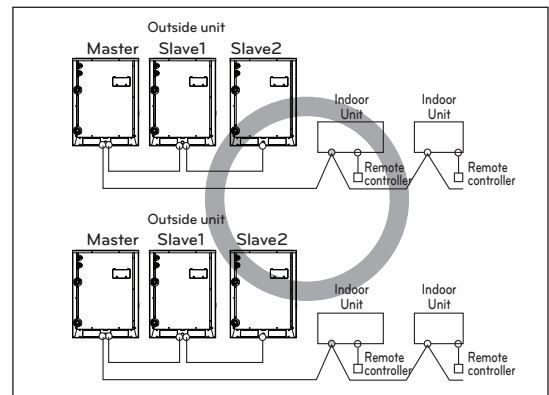 Outside unit
Master Slave1 Slave2
Indoor
Unit
Indoor
Unit
Remote
controller
Remote
controller
Outside unit
Master Slave1 Slave2
Indoor
Unit
Indoor
Unit
Remote
controller
Remote
controller